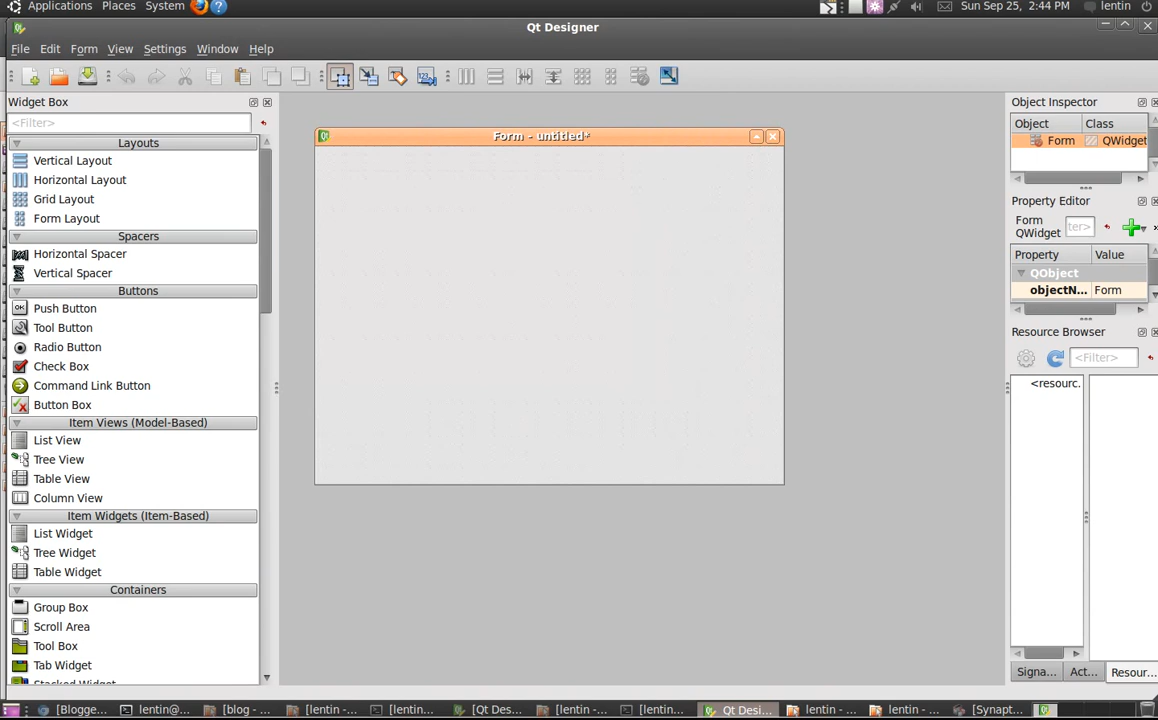 Applications Places System Sun Sep 25, 2:44 PM lentin
Qt Designer
File Edit Form View Settings Window Help
Widget Box
<Filter>
Layouts
Vertical Layout
Horizontal Layout
Grid Layout
Form Layout
Spacers
Horizontal Spacer
Vertical Spacer
Buttons
OK Push Button
Tool Button
Radio Button
Check Box
Command Link Button
Button Box
Item Views (Model-Based)
List View
Tree View
Table View
Column View
Item Widgets (Item-Based)
List Widget
Tree Widget
Table Widget
Containers
Group Box
Scroll Area
Tool Box
Tab Widget
Stacked Widget
Form - untitled*
Object Inspector
Object Class
Form QWidget
Property Editor
Form
QWidget
ter>
Property Value
QObject
objectN... Form
Resource Browser
<Filter>
<resourc.
Signa... Act... Resour...
[Blogge... lentin@... [blog - ... [lentin -... [lentin... [Qt Des... [lentin -... [lentin... Qt Desi... lentin - ... lentin - ... [Synapt...